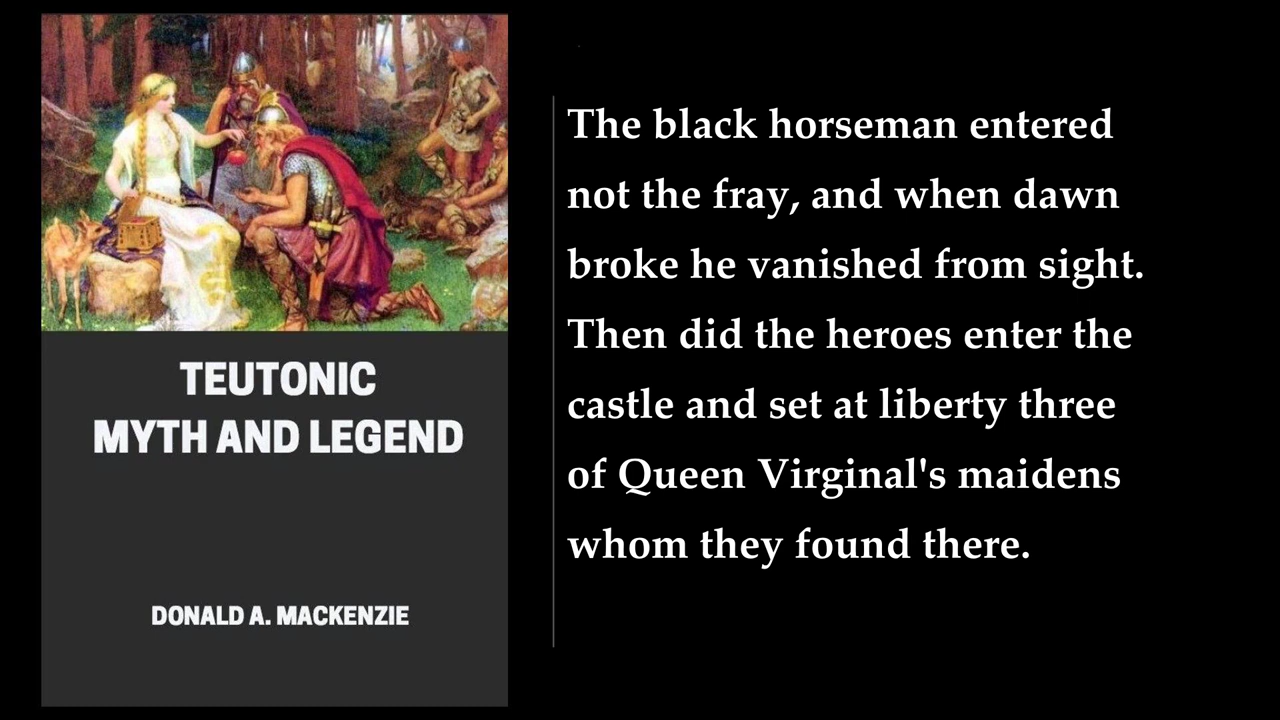 TEUTONIC
MYTH AND LEGEND
DONALD A. MACKENZIE
The black horseman entered
not the fray, and when dawn
broke he vanished from sight.
Then did the heroes enter the
castle and set at liberty three
of Queen Virginal's maidens
whom they found there.